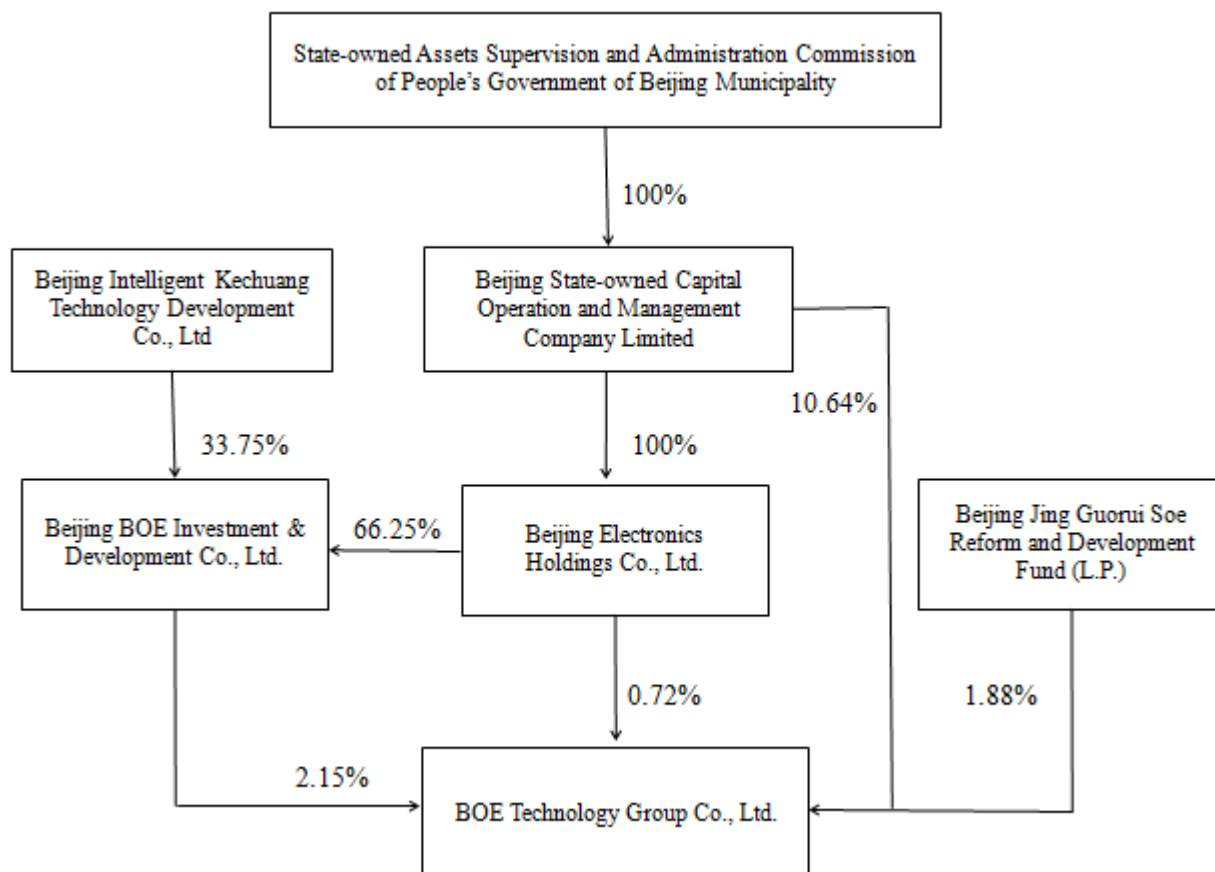 State-owned Assets Supervision and Administration Commission
of People's Government of Beijing Municipality
100%
Beijing Intelligent Kechuang
Technology Development
Co., Ltd
Beijing State-owned Capital
Operation and Management
Company Limited
10.64%
33.75%
100%
Beijing BOE Investment &
Development Co., Ltd.
66.25%
Beijing Electronics
Holdings Co., Ltd.
Beijing Jing Guorui Soe
Reform and Development
Fund (L.P.)
0.72%
1.88%
2.15%
BOE Technology Group Co., Ltd.